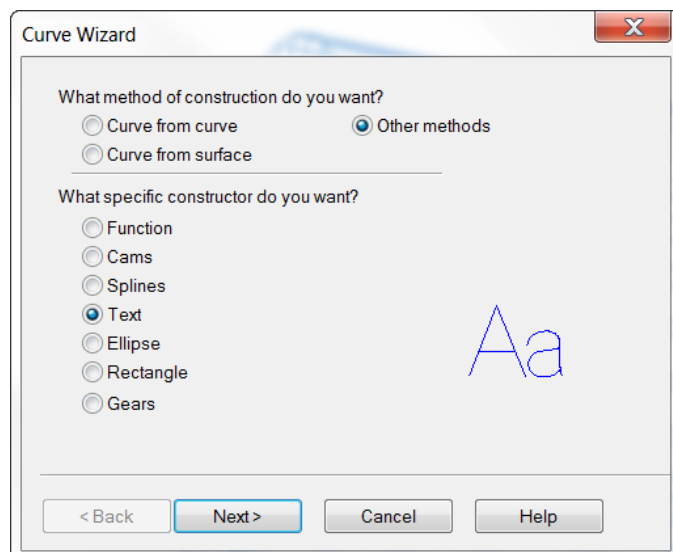 Curve Wizard
What method of construction do you want?
Curve from curve Other methods
Curve from surface
What specific constructor do you want?
Function
Cams
Splines
Text
Ellipse
Rectangle
Gears
Aa
< Back Next > Cancel Help